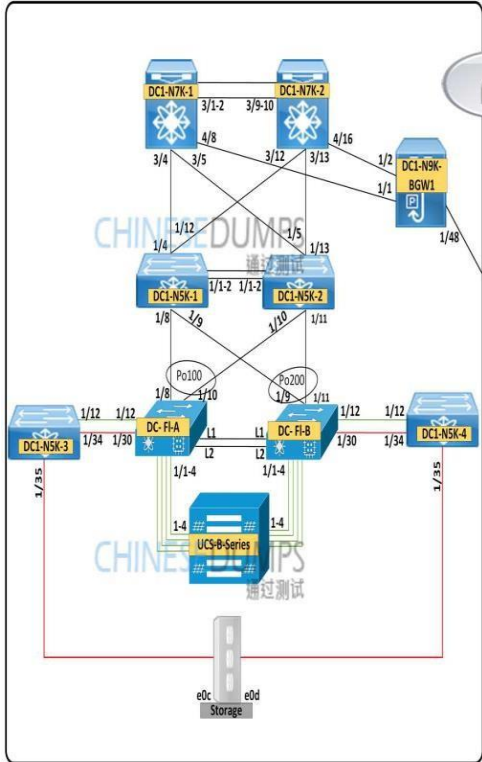 DC1-N7K-1
DC1-N7K-2
3/1-2
3/9-10
4/8
4/16
3/4
3/5
3/12
3/13
1/2
DC1-N9K-
BGW1
1/1
P
1/48
1/12
1/5
CHINESEDUMPS
通过测试
1/4
1/13
DC1-N5K-1
1/1-2
1/1-2
DC1-N5K-2
1/8
1/9
1/10
1/11
Po100
Po200
1/8
1/10
1/9
1/11
DC1-N5K-3
1/12
1/12
1/34
1/30
DC- FI-A
L1
L1
L2
L2
DC- FI-B
1/12
1/12
1/30
1/34
DC1-N5K-4
1/35
1/35
1/1-4
1/1-4
1-4
1-4
UCS-B-Series
CHINESEDUMPS
通过测试
e0c
e0d
Storage